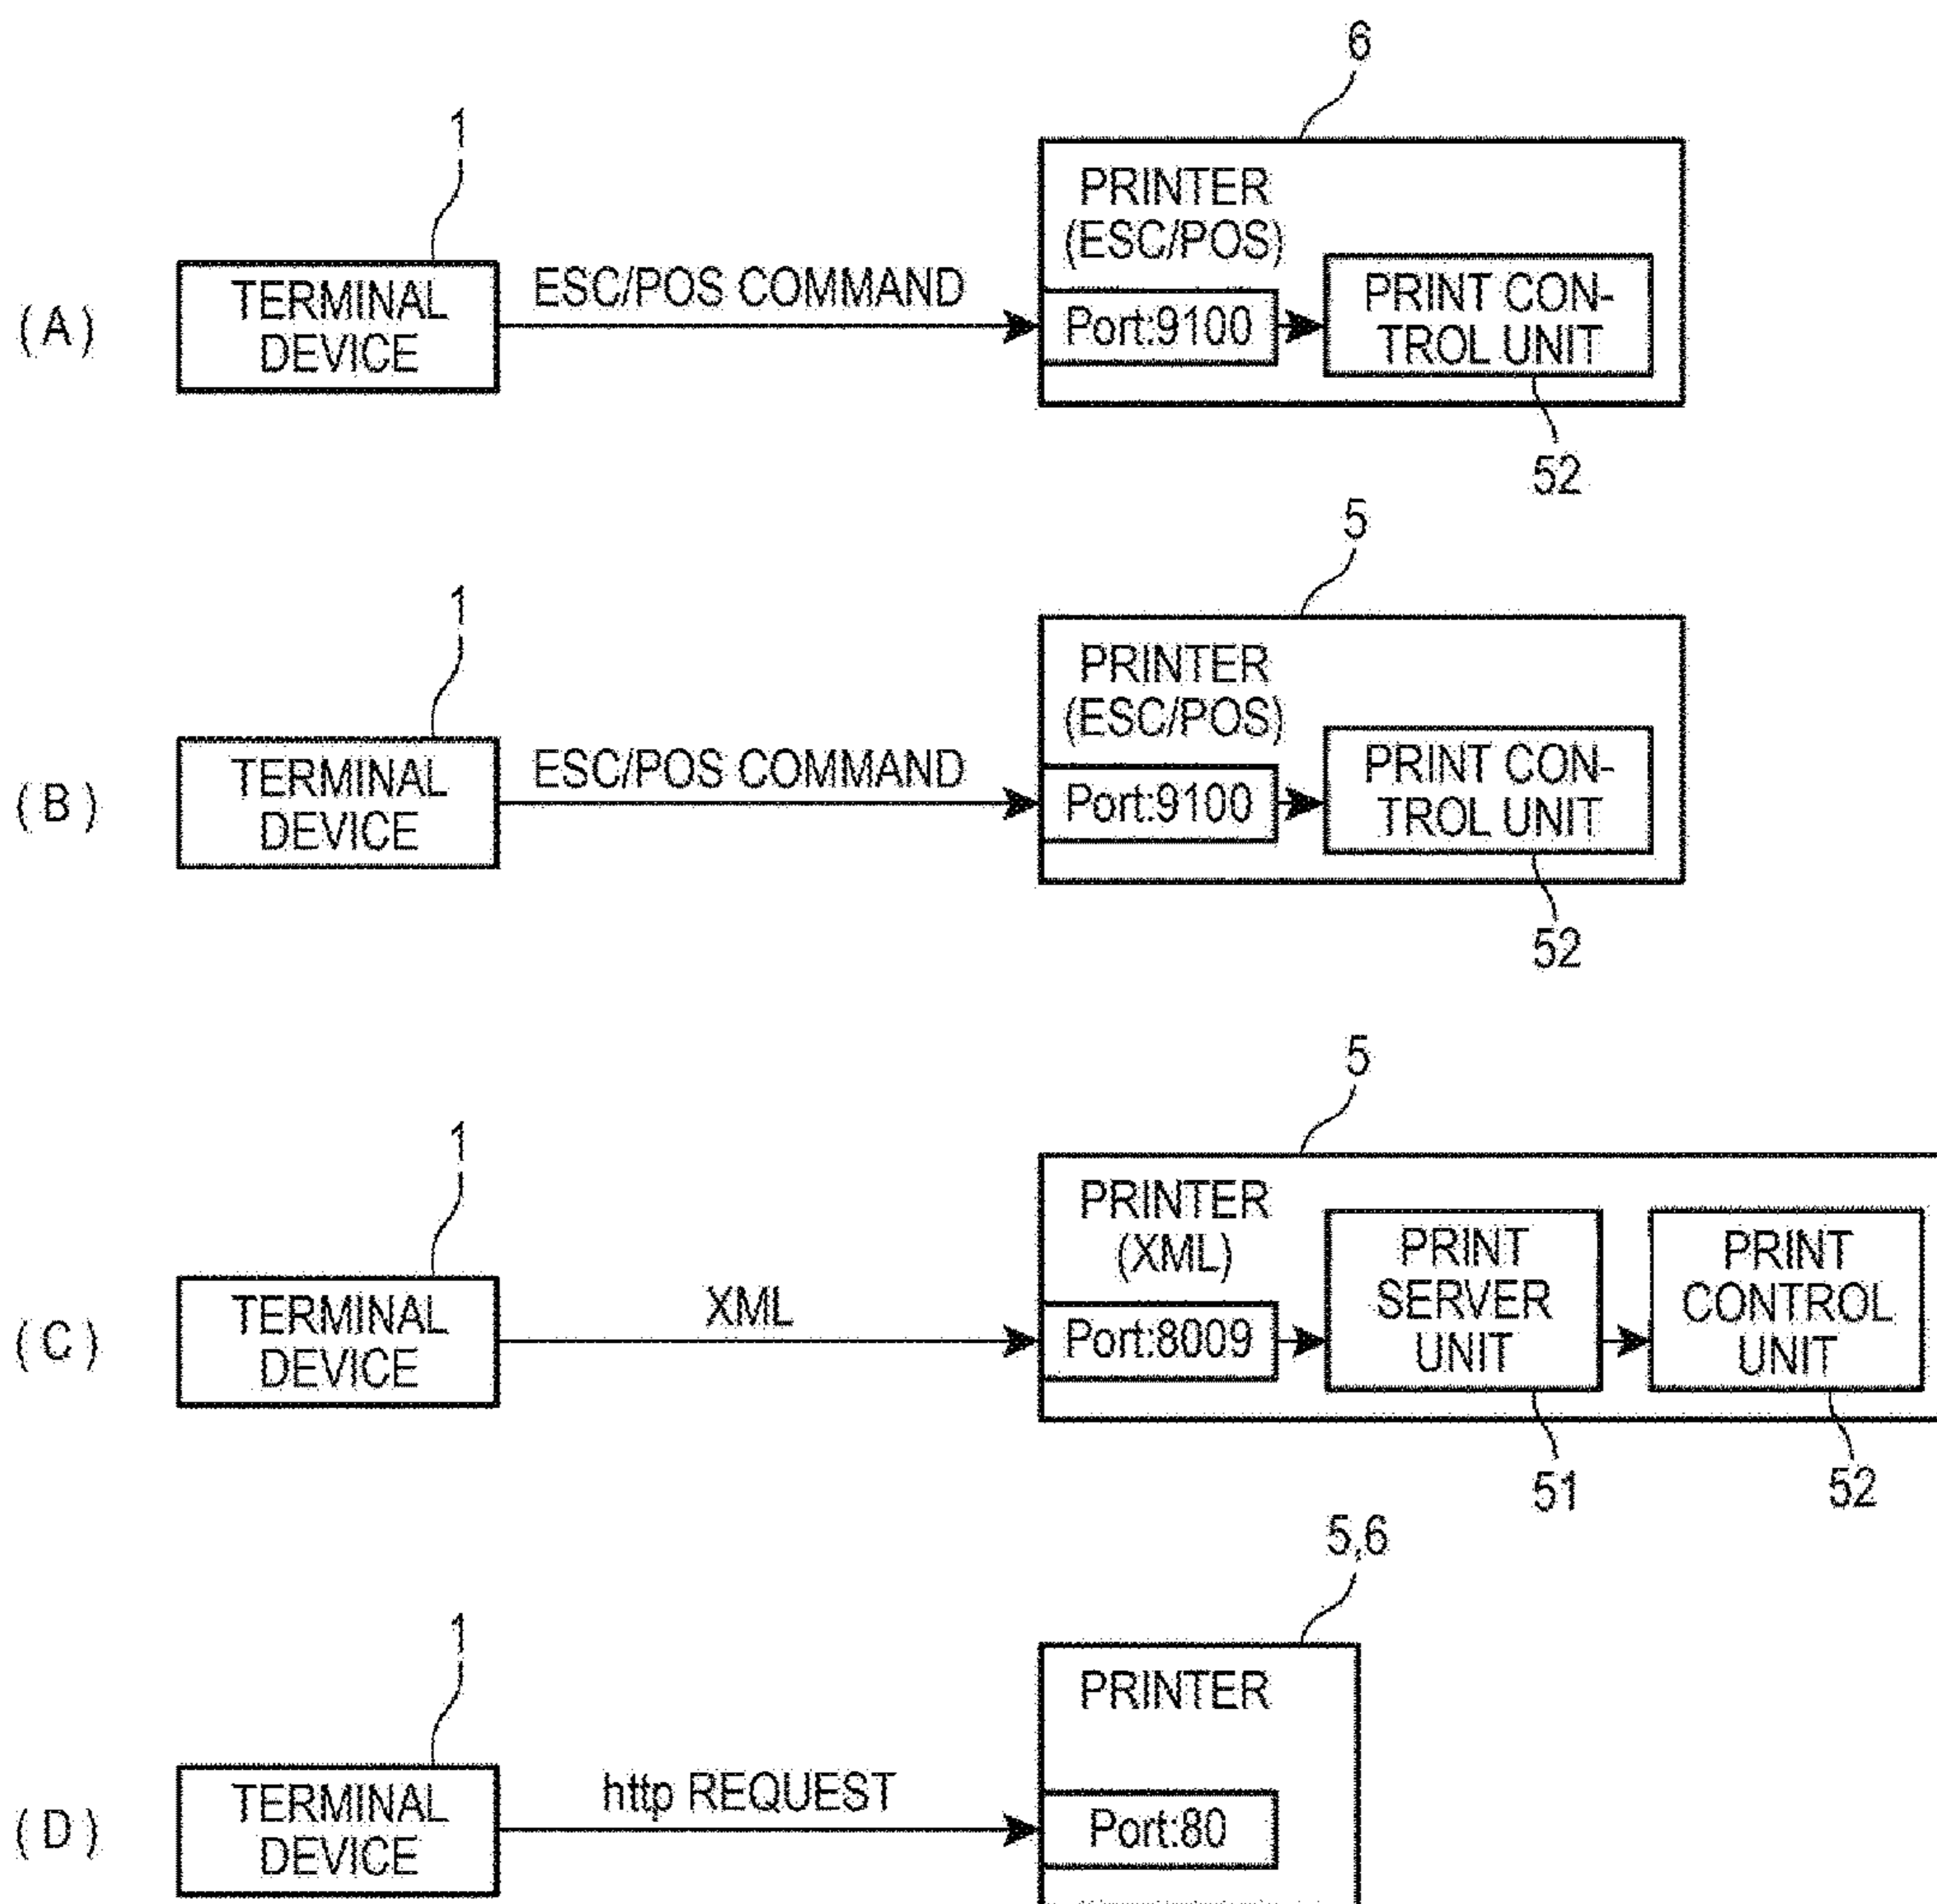 6
1
PRINTER
(ESC/POS)
(A)
TERMINAL
DEVICE
ESC/POS COMMAND
Port:9100
PRINT CON-
TROL UNIT
52
5
1
PRINTER
(ESC/POS)
(B)
TERMINAL
DEVICE
ESC/POS COMMAND
Port:9100
PRINT CON-
TROL UNIT
52
5
1
PRINTER
(XML)
(C)
TERMINAL
DEVICE
XML
Port:8009
PRINT
SERVER
UNIT
PRINT
CONTROL
UNIT
51
52
5,6
1
PRINTER
(D)
TERMINAL
DEVICE
http REQUEST
Port:80